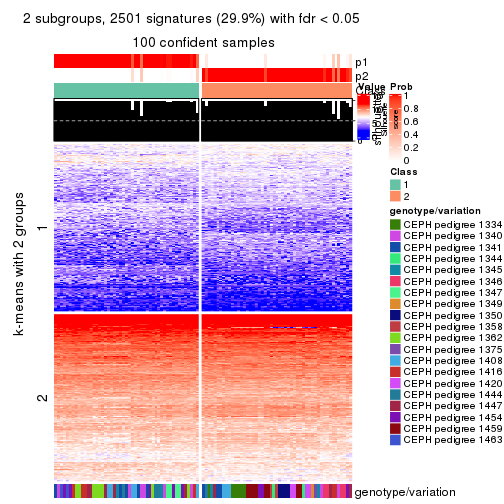 2 subgroups, 2501 signatures (29.9%) with fdr < 0.05
100 confident samples
p1
p2
Class
Value
Prob
1
0.8
0.6
0.4
0.2
0
silhouette
score
Class
1
2
genotype/variation
CEPH pedigree 1334
CEPH pedigree 1340
CEPH pedigree 1341
CEPH pedigree 1344
CEPH pedigree 1345
CEPH pedigree 1346
CEPH pedigree 1347
CEPH pedigree 1349
CEPH pedigree 1350
CEPH pedigree 1358
CEPH pedigree 1362
CEPH pedigree 1375
CEPH pedigree 1408
CEPH pedigree 1416
CEPH pedigree 1420
CEPH pedigree 1444
CEPH pedigree 1447
CEPH pedigree 1454
CEPH pedigree 1459
CEPH pedigree 1463
k-means with 2 groups
1
2
genotype/variation